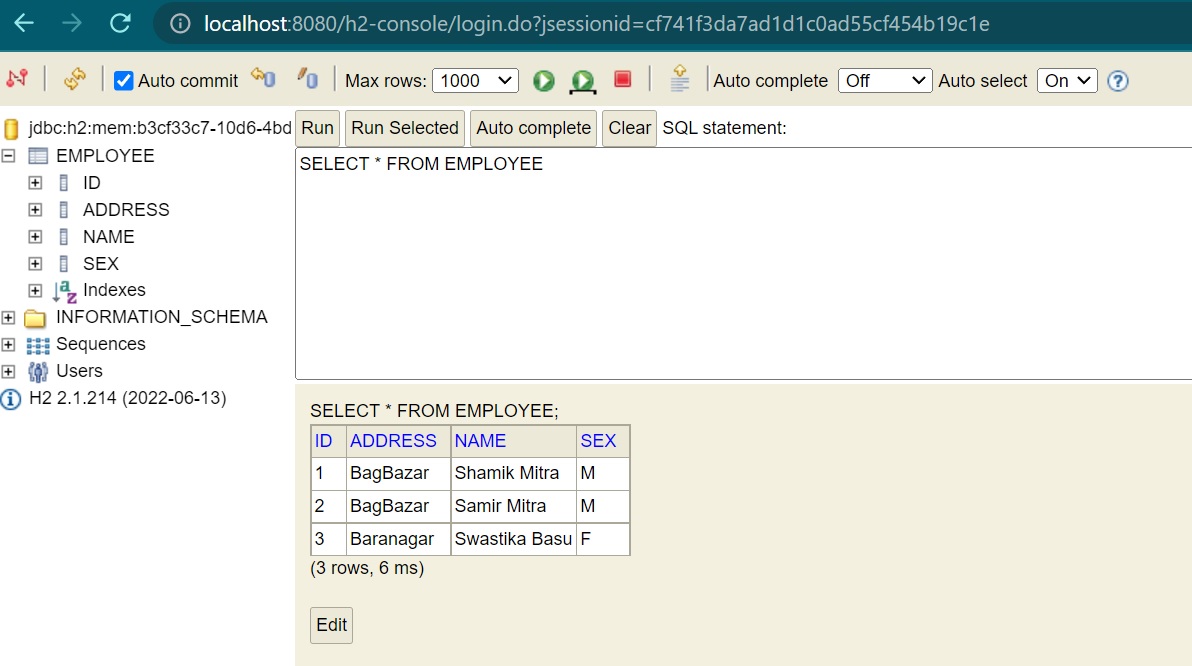 localhost:8080/h2-console/login.do?jsessionid=cf741f3da7ad1d1c0ad55cf454b19c1e
Auto commit Max rows: 1000 Auto complete Off Auto select On ?
jdbc:h2:mem:b3cf33c7-10d6-4bd
EMPLOYEE
ID
ADDRESS
NAME
SEX
Indexes
INFORMATION_SCHEMA
Sequences
Users
H2 2.1.214 (2022-06-13)
Run Run Selected Auto complete Clear SQL statement:
SELECT * FROM EMPLOYEE
SELECT * FROM EMPLOYEE;
ID ADDRESS NAME SEX
1 BagBazar Shamik Mitra M
2 BagBazar Samir Mitra M
3 Baranagar Swastika Basu F
(3 rows, 6 ms)
Edit